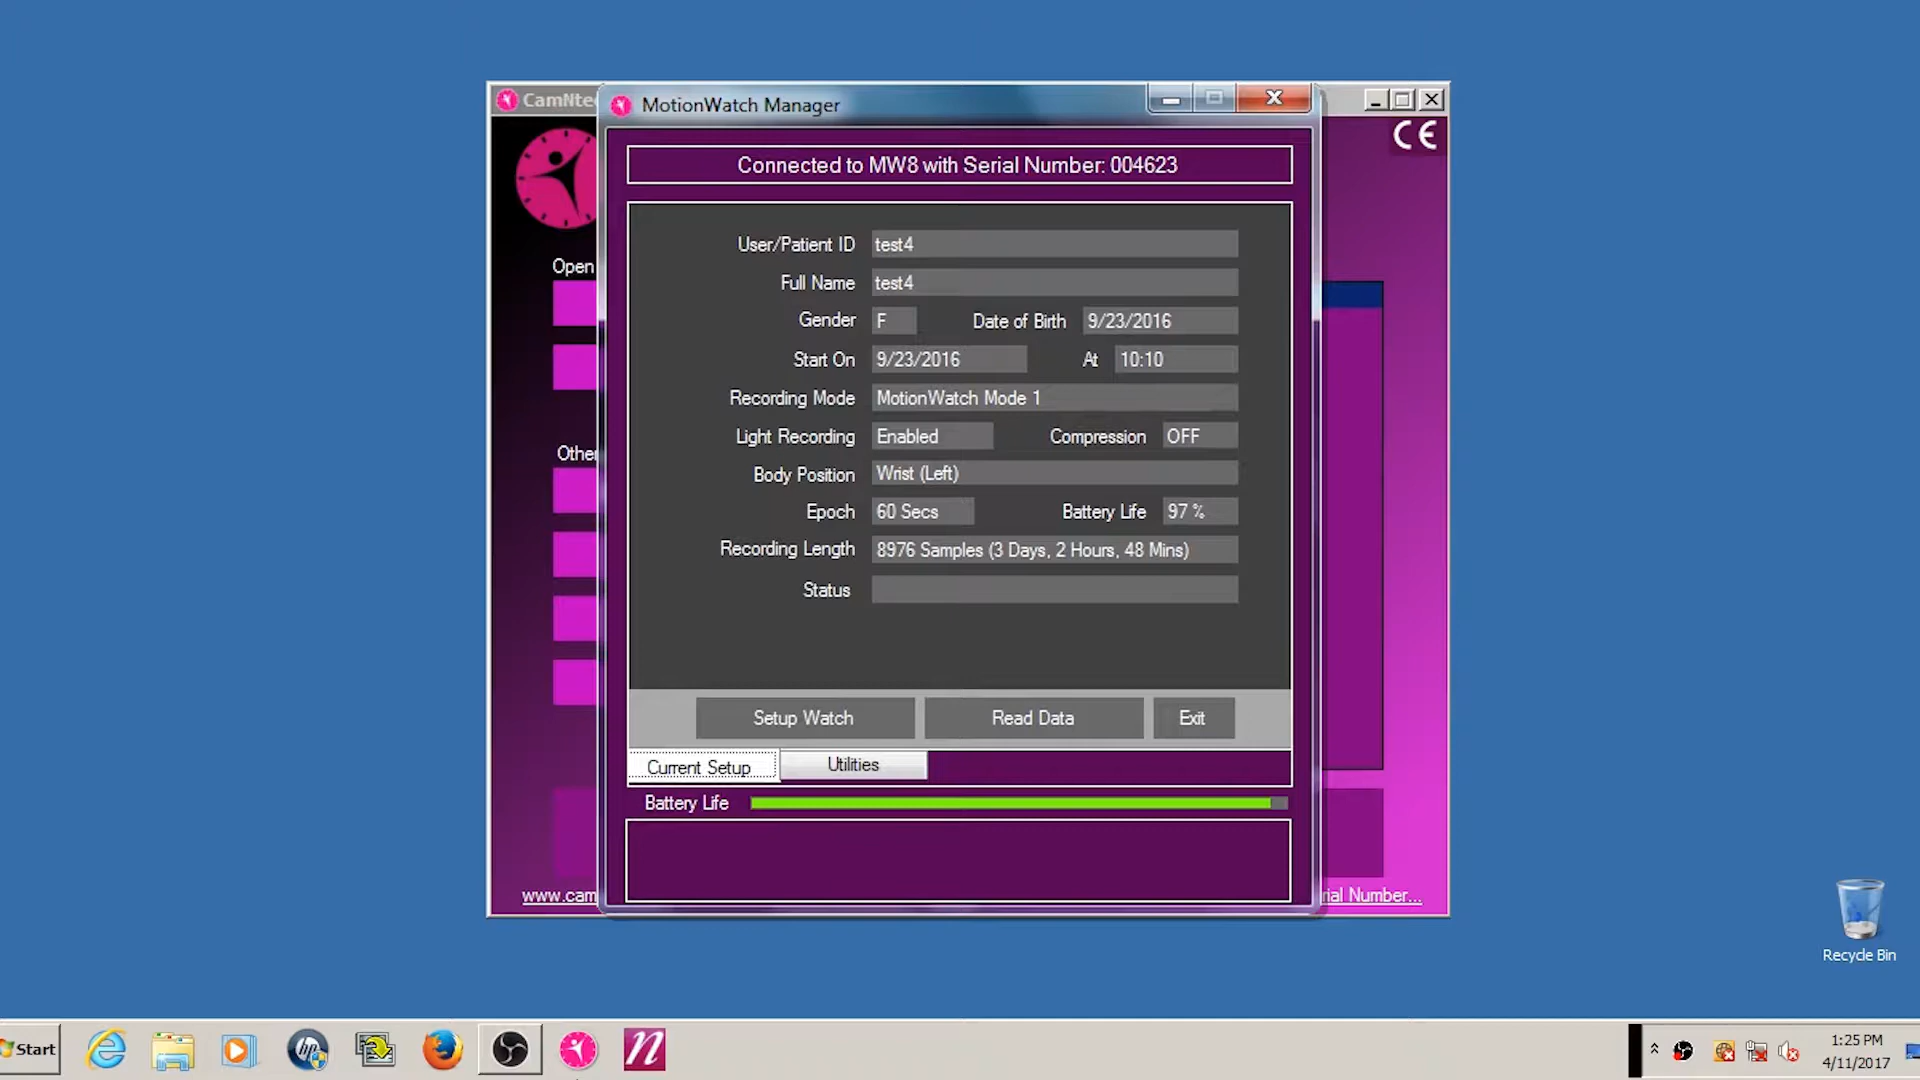 CamNte
MotionWatch Manager
CE
Connected to MW8 with Serial Number: 004623
User/Patient ID test4
Open
Full Name test4
Gender F Date of Birth 9/23/2016
Start On 9/23/2016 At 10:10
Recording Mode MotionWatch Mode 1
Light Recording Enabled Compression OFF
Other
Body Position Wrist (Left)
Epoch 60 Secs Battery Life 97 %
Recording Length 8976 Samples (3 Days, 2 Hours, 48 Mins)
Status
Setup Watch Read Data Exit
Current Setup Utilities
Battery Life
www.cam
rial Number...
Recycle Bin
Start
hp
n
1:25 PM
4/11/2017